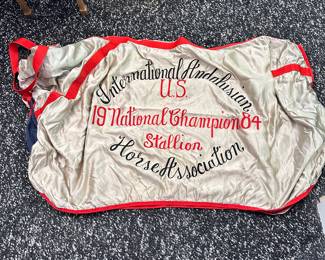 International Andalusian
U.S.
19 National Champion 84
Stallion
Horse Association,